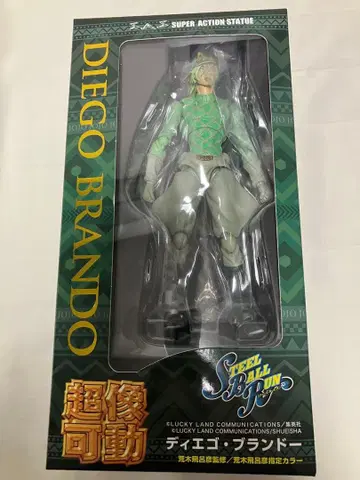 S.A.S SUPER ACTION STATUE
DIEGO BRANDO
STEEL
BALL
RUN
超像
可動
©LUCKY LAND COMMUNICATIONS/集英社
©LUCKY LAND COMMUNICATIONS/SHUEISHA
ディエゴ・ブランドー
荒木飛呂彦監修/荒木飛呂彦指定カラー